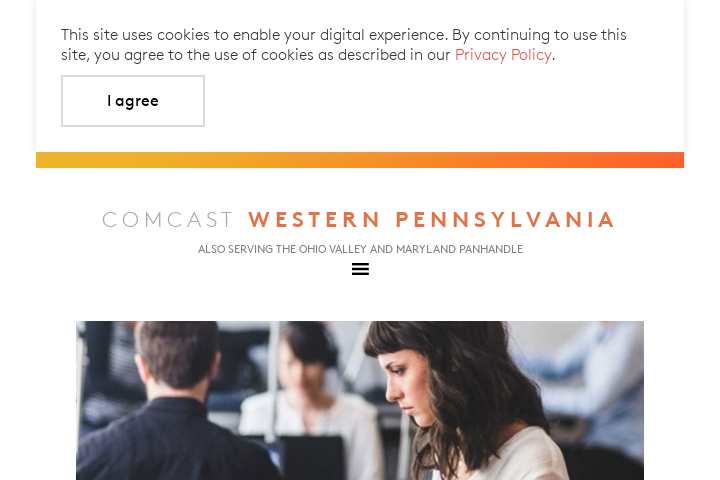 This site uses cookies to enable your digital experience. By continuing to use this
site, you agree to the use of cookies as described in our Privacy Policy.
I agree
COMCAST WESTERN PENNSYLVANIA
ALSO SERVING THE OHIO VALLEY AND MARYLAND PANHANDLE